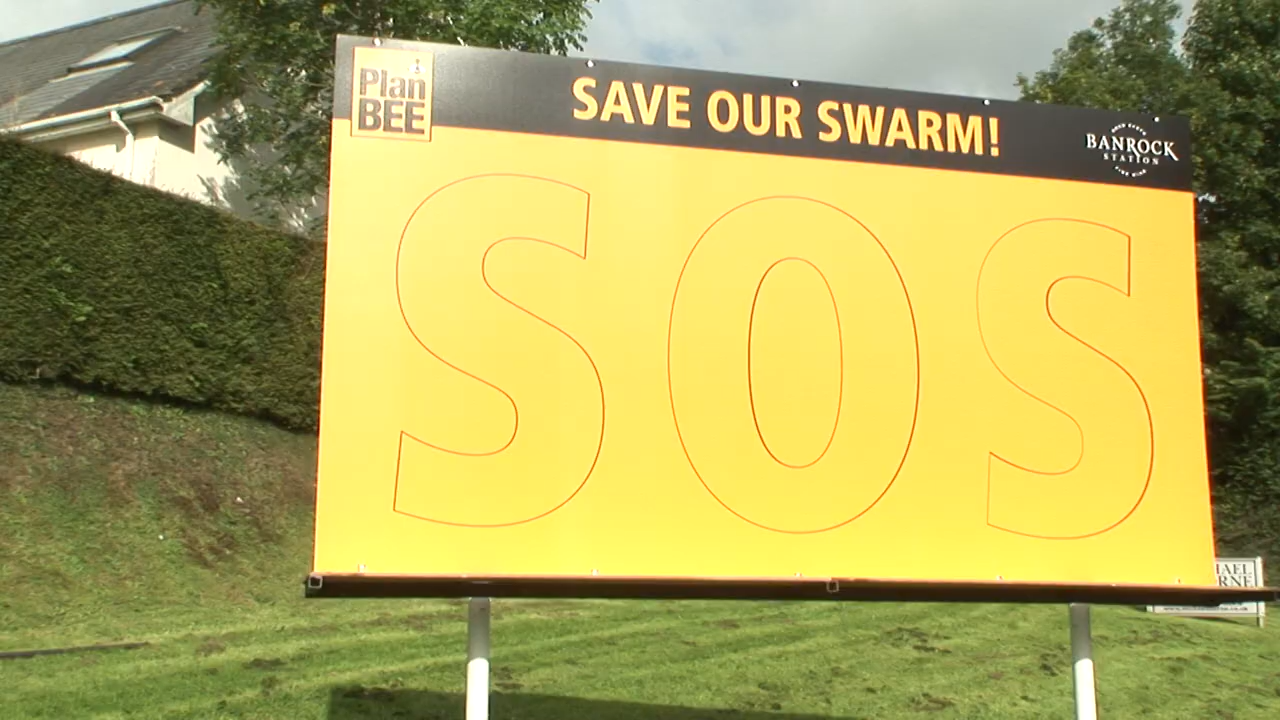 Plan
BEE
SAVE OUR SWARM!
BANROCK
STATION
SOS